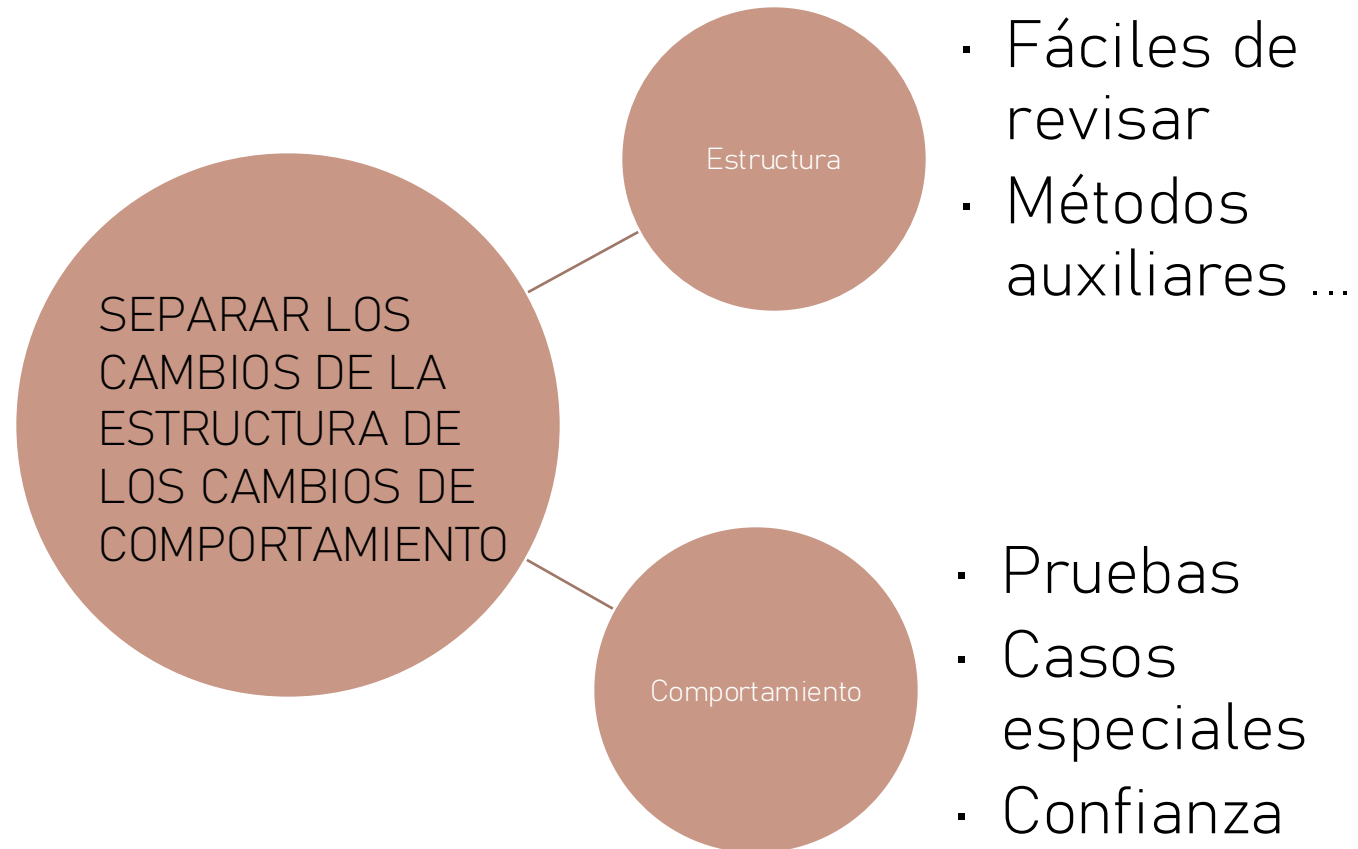 SEPARAR LOS
CAMBIOS DE LA
ESTRUCTURA DE
LOS CAMBIOS DE
COMPORTAMIENTO
Estructura
· Fáciles de
revisar
· Métodos
auxiliares ...
Comportamiento
· Pruebas
· Casos
especiales
· Confianza